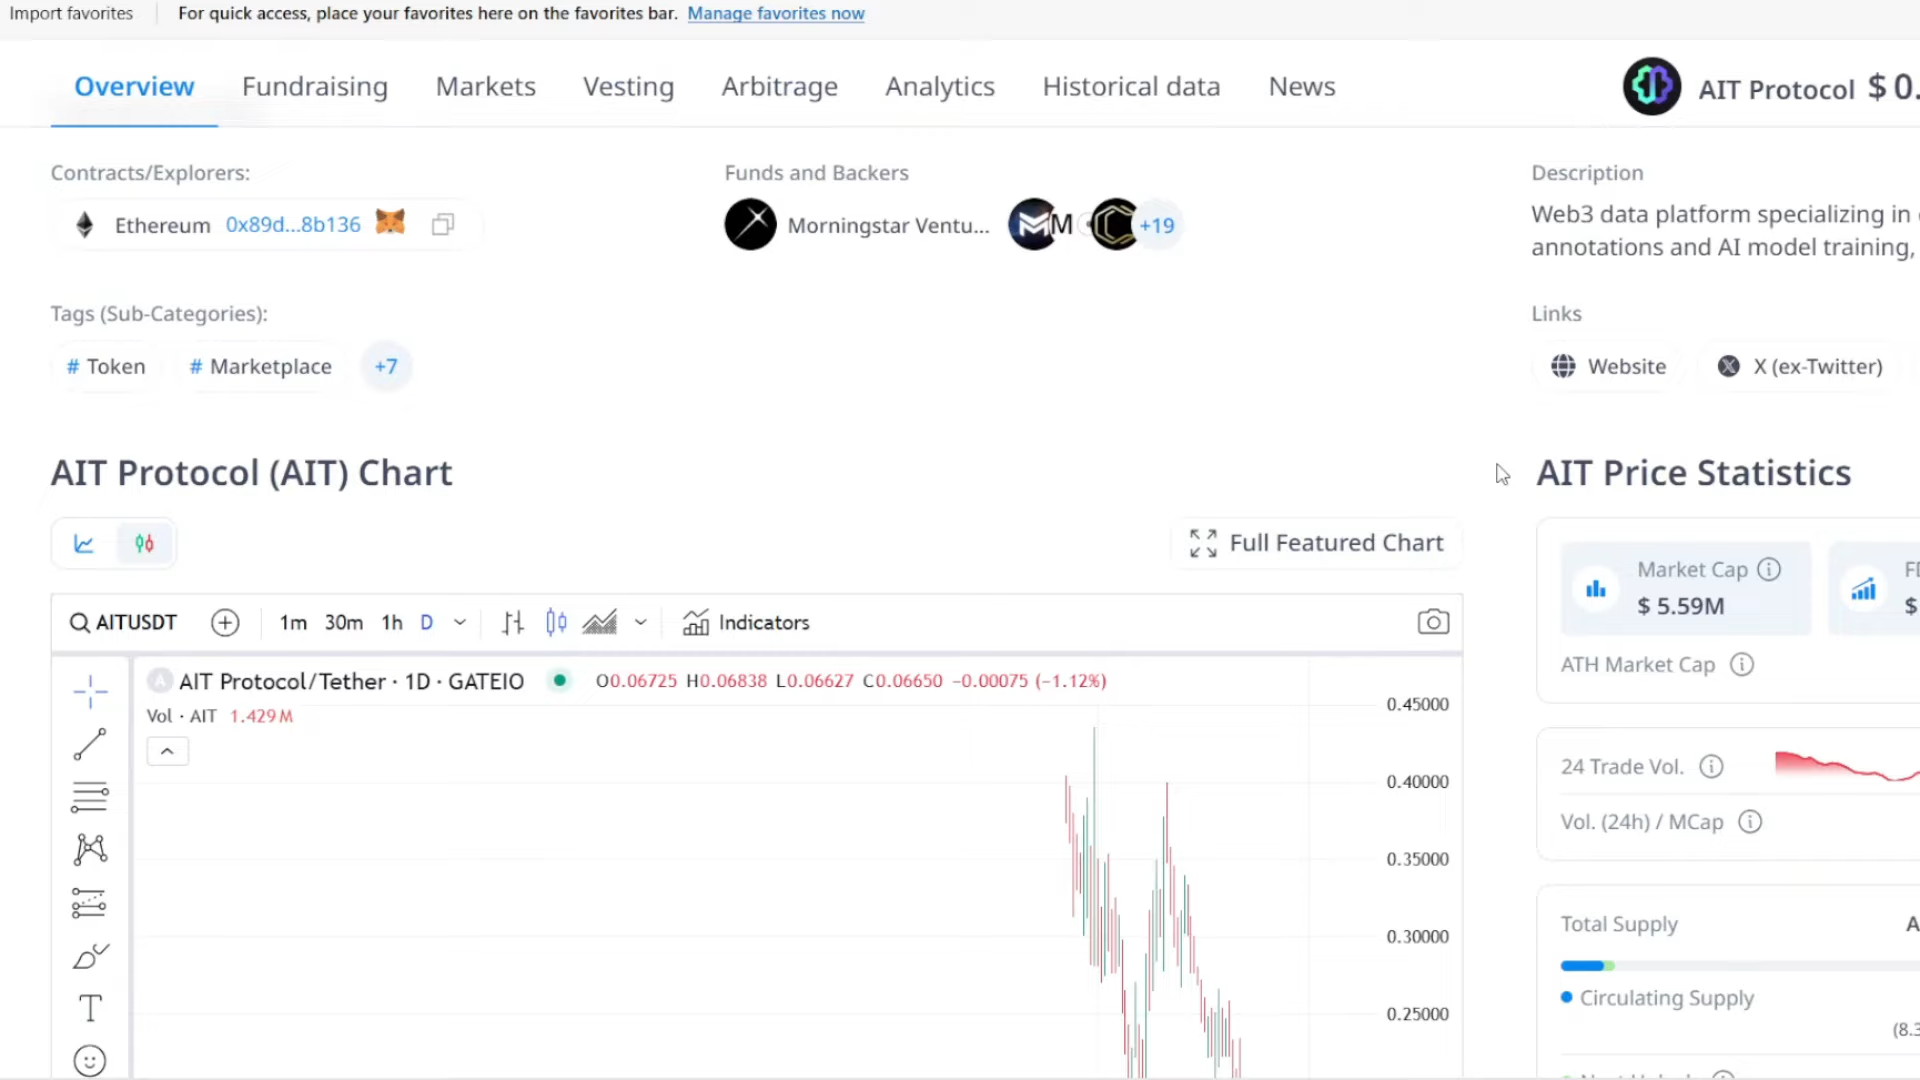 Import favorites For quick access, place your favorites here on the favorites bar. Manage favorites now
Overview Fundraising Markets Vesting Arbitrage Analytics Historical data News AIT Protocol $ 0.
Contracts/Explorers: Funds and Backers Description
Ethereum 0x89d...8b136 Morningstar Ventu... M +19 Web3 data platform specializing in
annotations and AI model training,
Tags (Sub-Categories): Links
# Token # Marketplace +7 Website X (ex-Twitter)
AIT Protocol (AIT) Chart AIT Price Statistics
Full Featured Chart
Market Cap
$ 5.59M $
AITUSDT 1m 30m 1h D Indicators
ATH Market Cap
A AIT Protocol/Tether · 1D · GATEIO O0.06725 H0.06838 L0.06627 C0.06650 −0.00075 (−1.12%)
Vol · AIT 1.429M
0.45000
24 Trade Vol.
0.40000
Vol. (24h) / MCap
0.35000
Total Supply A
0.30000
Circulating Supply
0.25000
(8.3